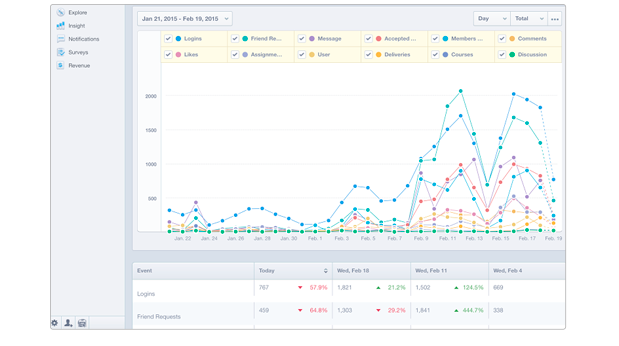 Explore
Insight
Notifications
Surveys
Revenue
Jan 21, 2015 - Feb 19, 2015
Day Total
Logins Friend Re... Message Accepted ... Members ... Comments
Likes Assignme... User Deliveries Courses Discussion
2000
1500
1000
500
Jan. 22 Jan. 24 Jan. 26 Jan. 28 Jan. 30 Feb. 1 Feb. 3 Feb. 5 Feb. 7 Feb. 9 Feb. 11 Feb. 13 Feb. 15 Feb. 17 Feb. 19
Event Today Wed, Feb 18 Wed, Feb 11 Wed, Feb 4
Logins 767 57.9% 1,821 21.2% 1,502 124.5% 669
Friend Requests 459 64.8% 1,303 29.2% 1,841 444.7% 338